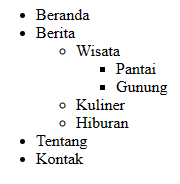 Beranda
Berita
Wisata
Pantai
Gunung
Kuliner
Hiburan
Tentang
Kontak